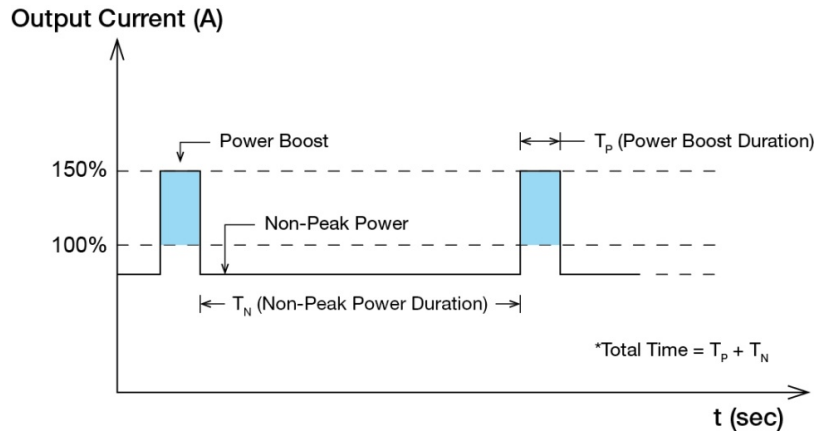 Output Current (A)
Power Boost
T_P (Power Boost Duration)
150%
Non-Peak Power
100%
T_N (Non-Peak Power Duration)
*Total Time = T_P + T_N
t (sec)